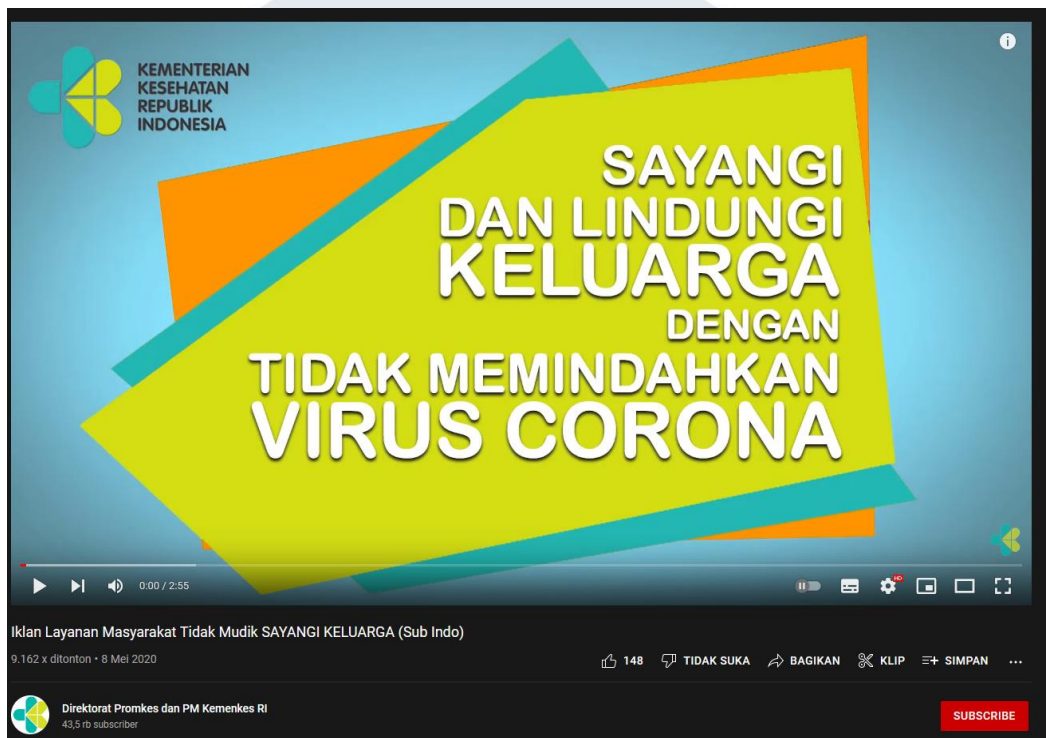 KEMENTERIAN
KESEHATAN
REPUBLIK
INDONESIA
SAYANGI
DAN LINDUNGI
KELUARGA
DENGAN
TIDAK MEMINDAHKAN
VIRUS CORONA
0:00 / 2:55
HD
Iklan Layanan Masyarakat Tidak Mudik SAYANGI KELUARGA (Sub Indo)
9.162 x ditonton • 8 Mei 2020
148 TIDAK SUKA BAGIKAN KLIP SIMPAN ...
Direktorat Promkes dan PM Kemenkes RI
43,5 rb subscriber
SUBSCRIBE